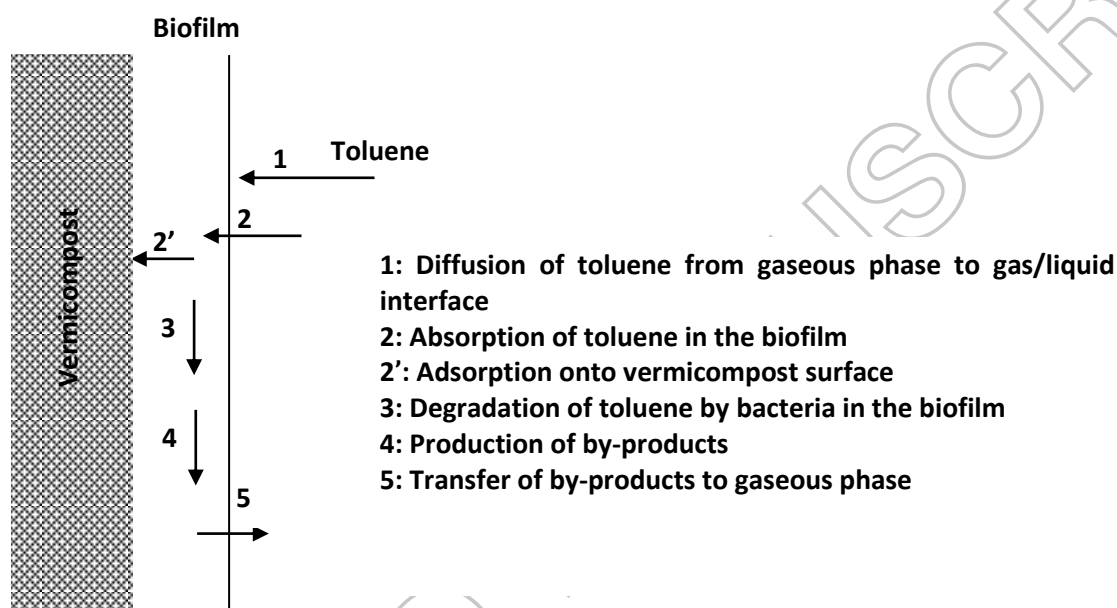 Biofilm
Toluene
1
2
2’
3
4
5
Vermicompost
1: Diffusion of toluene from gaseous phase to gas/liquid
interface
2: Absorption of toluene in the biofilm
2’: Adsorption onto vermicompost surface
3: Degradation of toluene by bacteria in the biofilm
4: Production of by-products
5: Transfer of by-products to gaseous phase